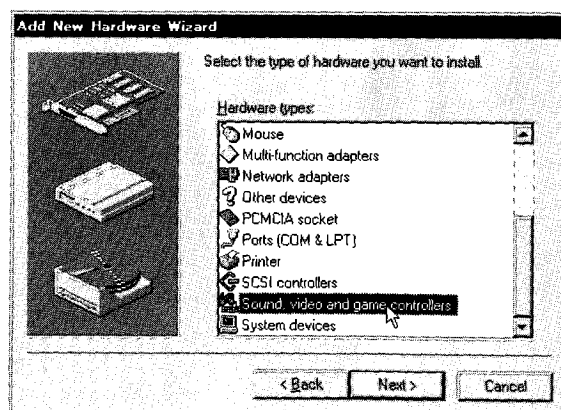 Add New Hardware Wizard
Select the type of hardware you want to install.
Hardware types:
Mouse
Multi-function adapters
Network adapters
Other devices
PCMCIA socket
Ports (COM & LPT)
Printer
SCSI controllers
Sound, video and game controllers
System devices
< Back Next > Cancel